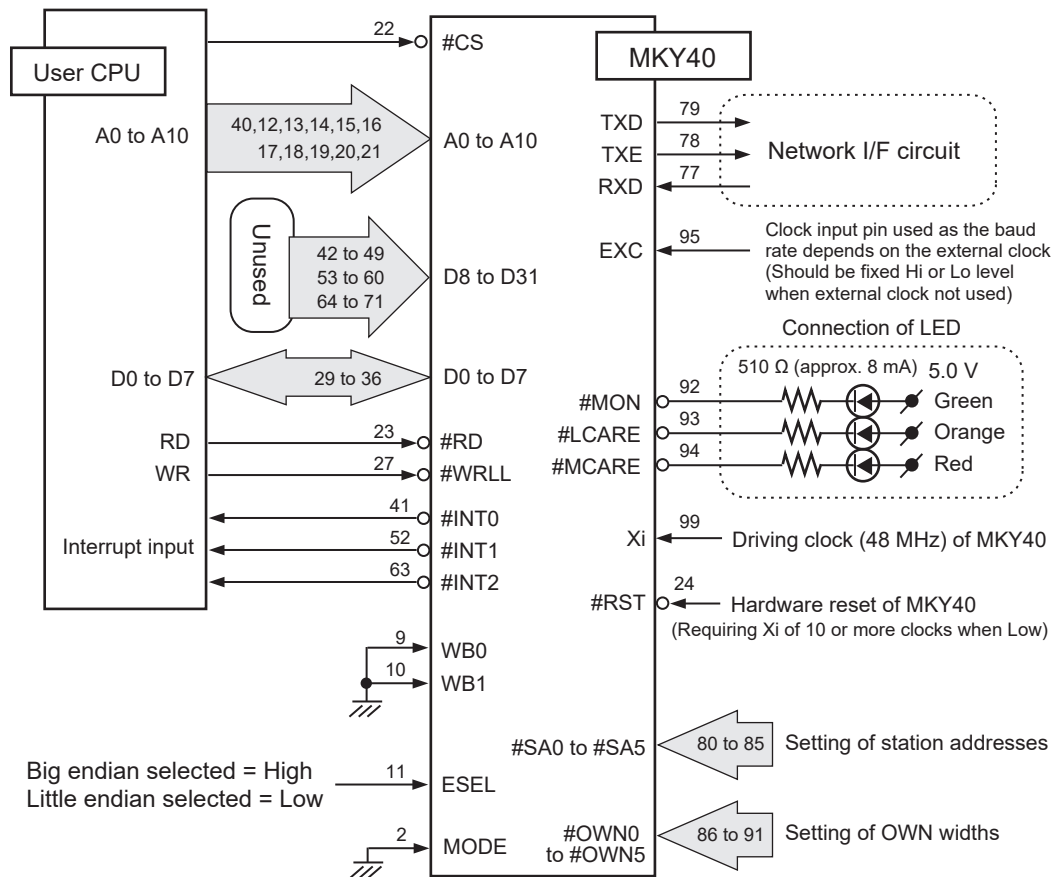 User CPU
MKY40
22
#CS
A0 to A10
40,12,13,14,15,16
17,18,19,20,21
A0 to A10
Unused
42 to 49
53 to 60
64 to 71
D8 to D31
D0 to D7
29 to 36
D0 to D7
RD
23
#RD
WR
27
#WRLL
Interrupt input
41
#INT0
52
#INT1
63
#INT2
9
WB0
10
WB1
Big endian selected = High
Little endian selected = Low
11
ESEL
2
MODE
TXD
79
TXE
78
RXD
77
Network I/F circuit
EXC
95
Clock input pin used as the baud
rate depends on the external clock
(Should be fixed Hi or Lo level
when external clock not used)
Connection of LED
510 Ω (approx. 8 mA) 5.0 V
#MON
92
Green
#LCARE
93
Orange
#MCARE
94
Red
Xi
99
Driving clock (48 MHz) of MKY40
#RST
24
Hardware reset of MKY40
(Requiring Xi of 10 or more clocks when Low)
#SA0 to #SA5
80 to 85
Setting of station addresses
#OWN0
to #OWN5
86 to 91
Setting of OWN widths